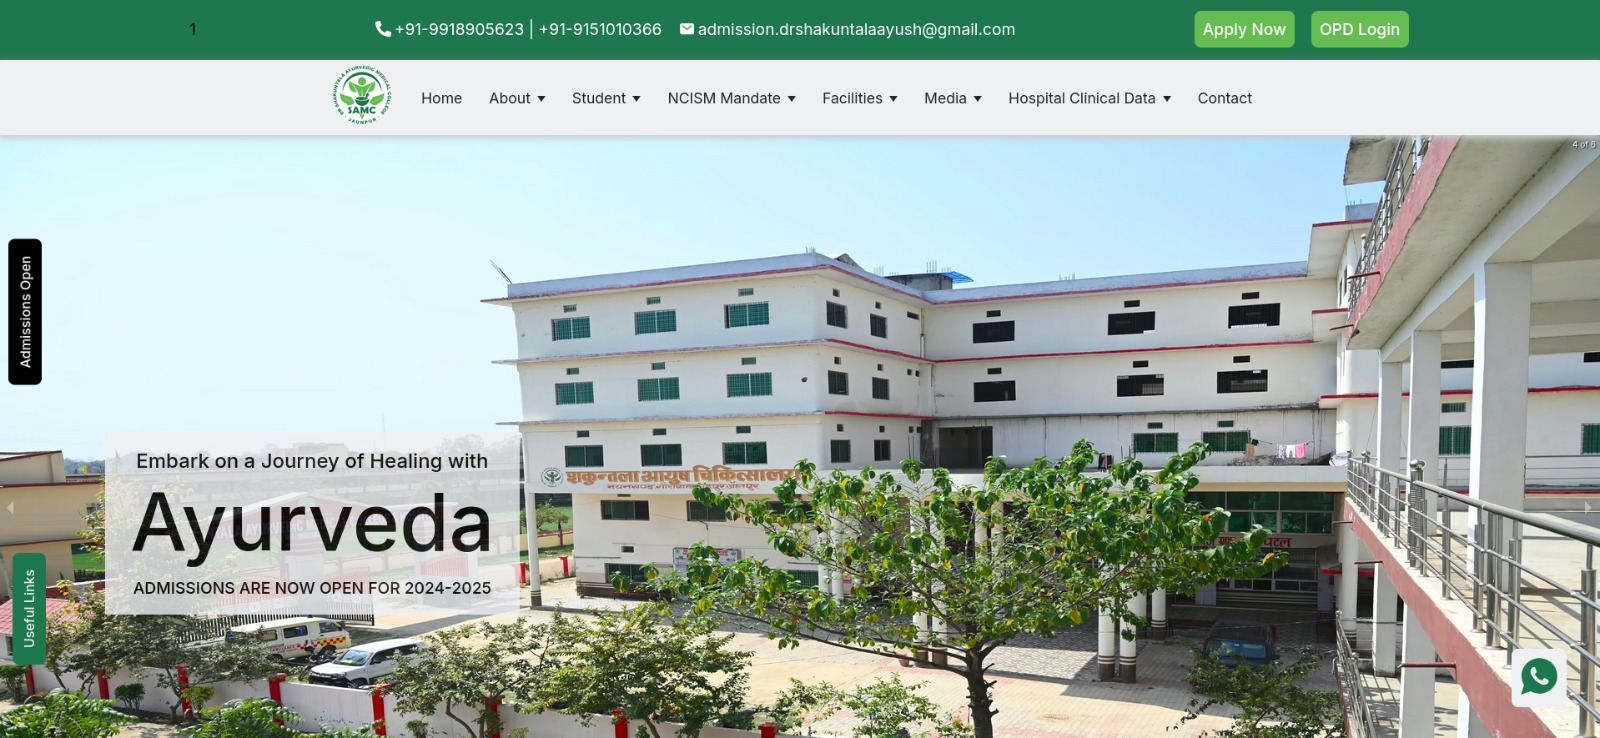 1
+91-9918905623 | +91-9151010366
admission.drshakuntalaayush@gmail.com
Apply Now
OPD Login
SAMC
Home
About
Student
NCISM Mandate
Facilities
Media
Hospital Clinical Data
Contact
4 of 6
Admissions Open
शकुन्तला आयुष चिकित्सालय
Embark on a Journey of Healing with
Ayurveda
ADMISSIONS ARE NOW OPEN FOR 2024-2025
Useful Links